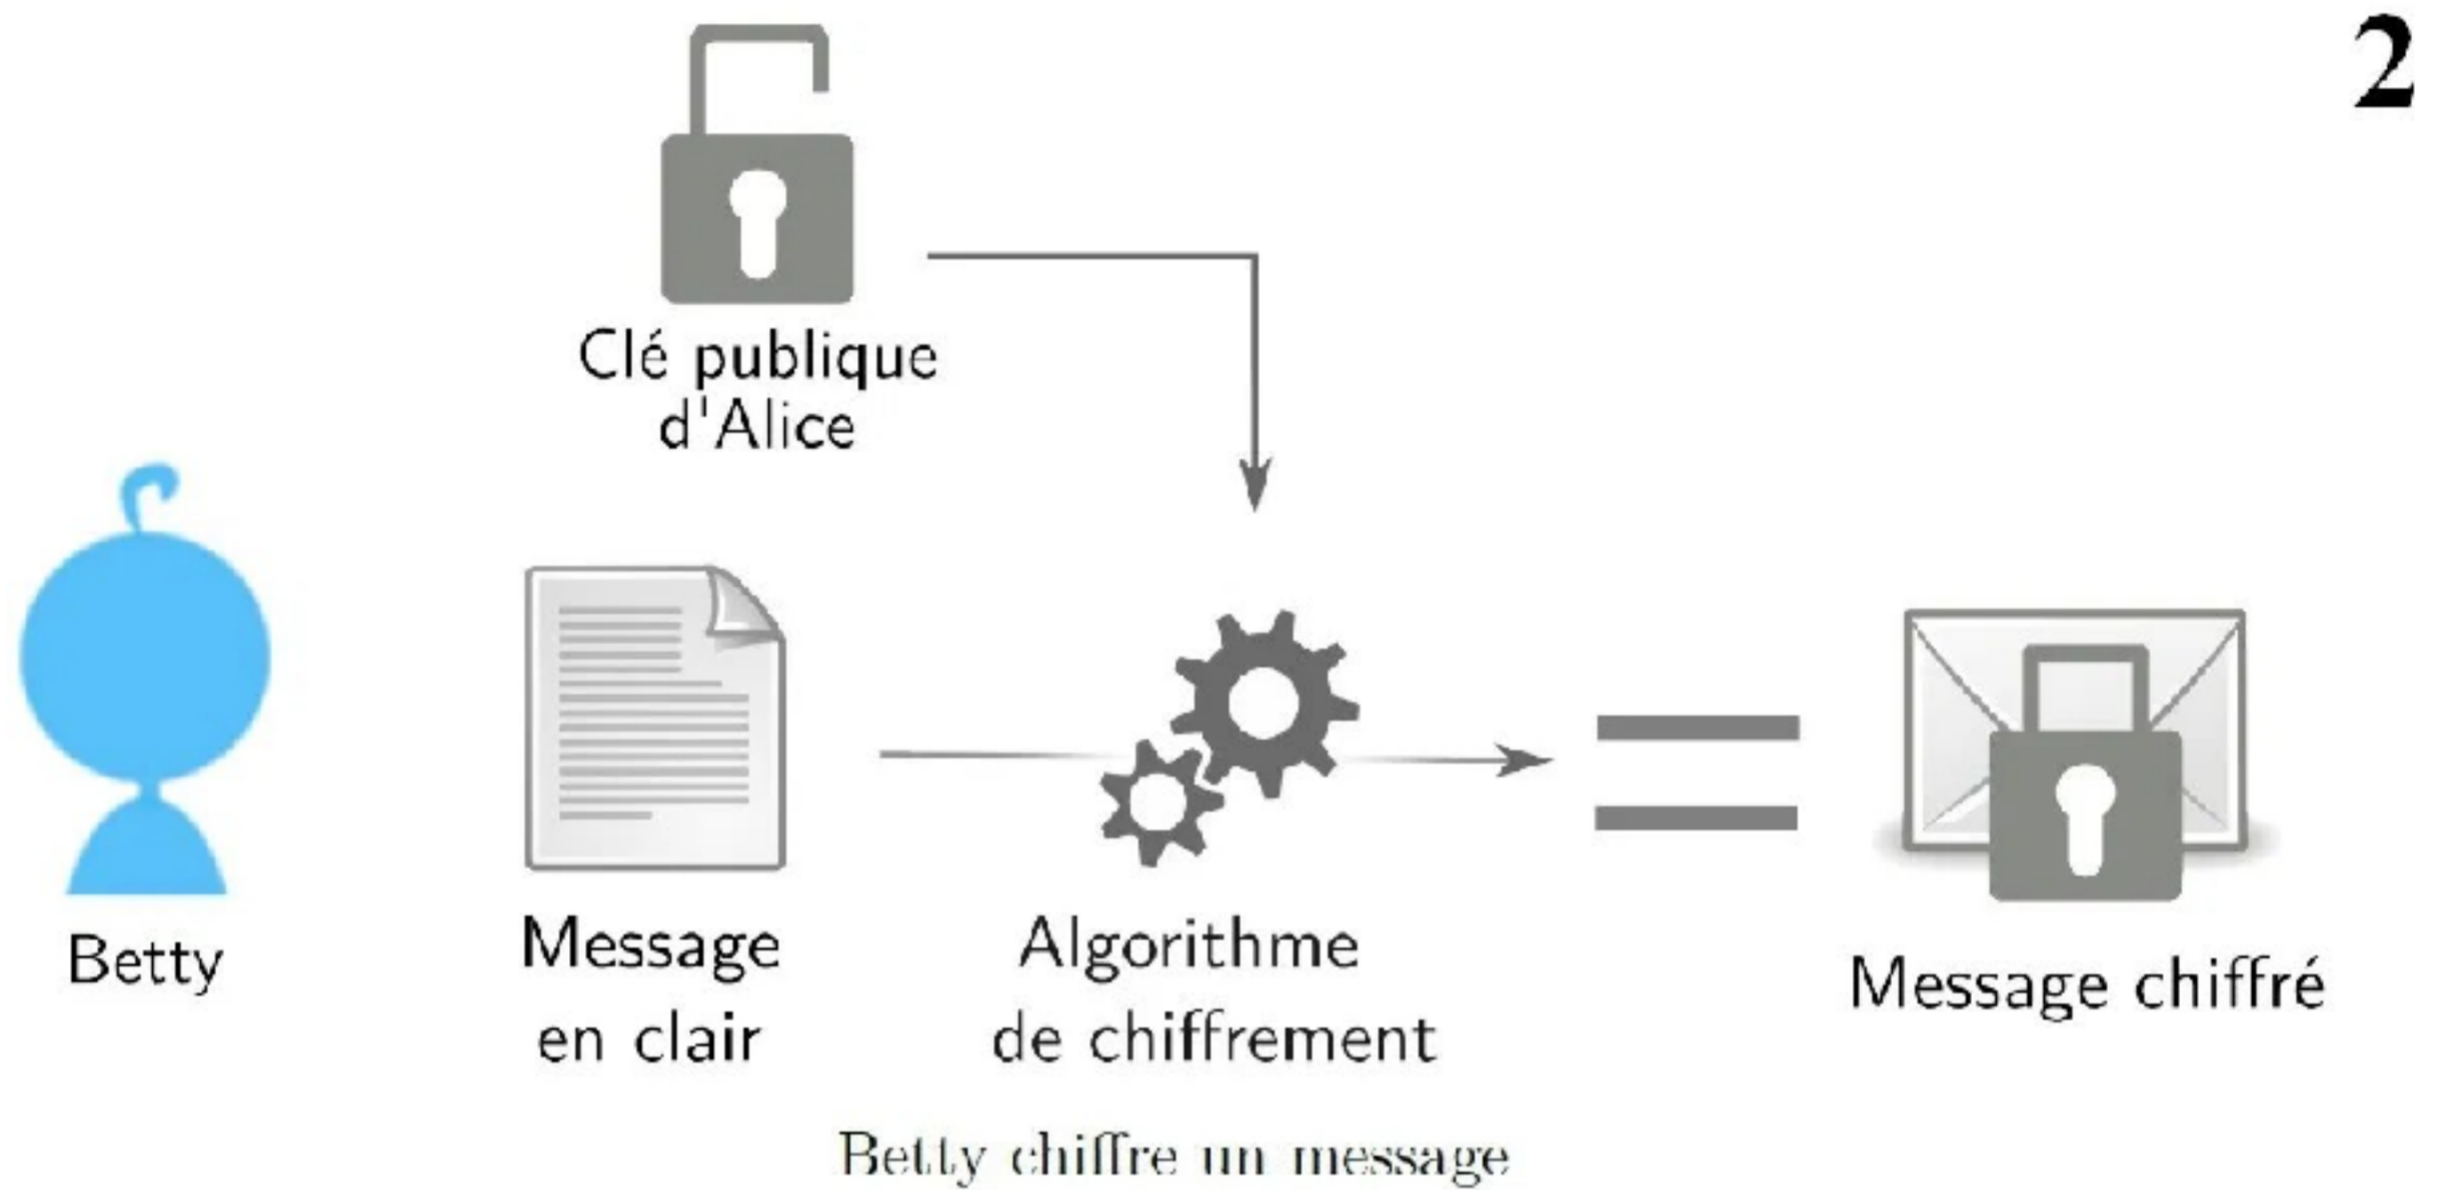 2
Clé publique
d'Alice
Betty
Message
en clair
Algorithme
de chiffrement
Message chiffré
Betty chiffre un message